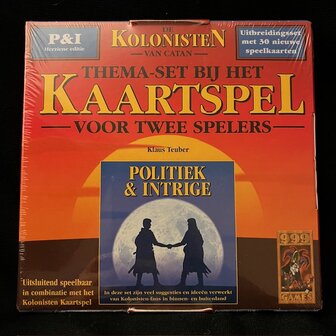 P&I
Herziene editie
DE
KOLONISTEN
VAN CATAN
Uitbreidingsset
met 30 nieuwe
speelkaarten
THEMA-SET BIJ HET
KAARTSPEL
VOOR TWEE SPELERS
Klaus Teuber
POLITIEK
& INTRIGE
In deze set zijn veel suggesties en ideeën verwerkt
van Kolonisten-fans in binnen- en buitenland
Uitsluitend speelbaar
in combinatie met het
Kolonisten Kaartspel
999
GAMES